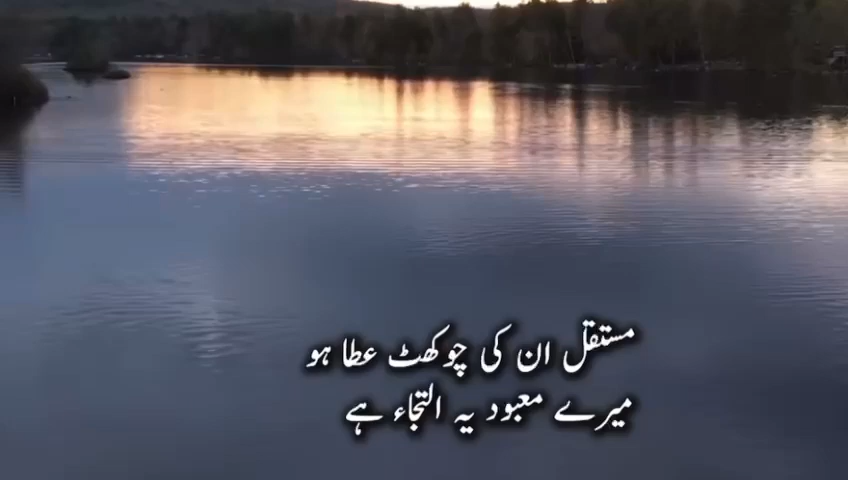 مستقل ان کی چوکھٹ عطا ہو
میرے معبود یہ التجاء ہے